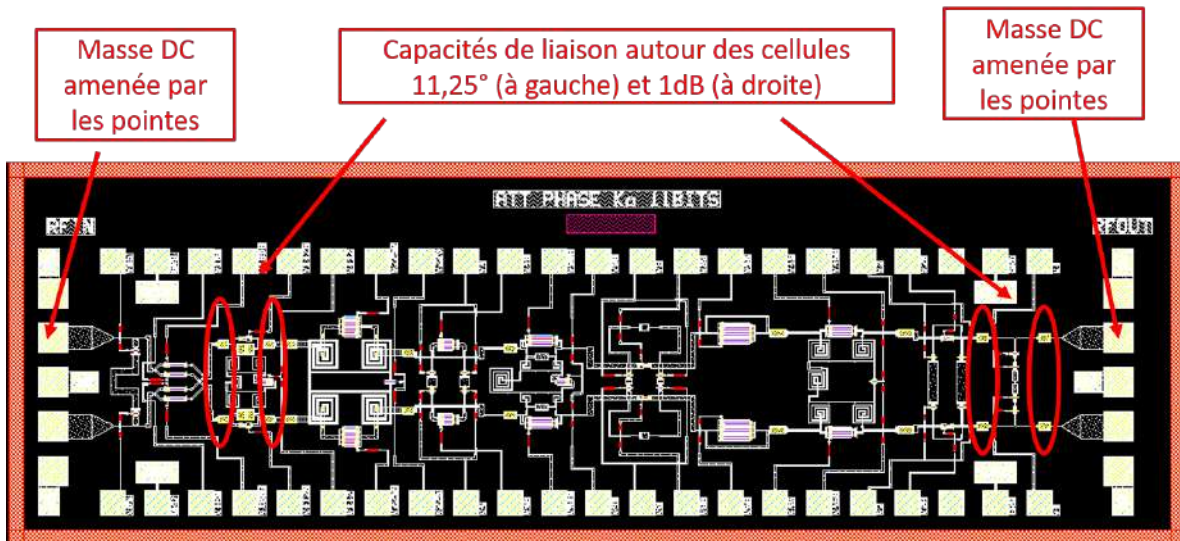 Masse DC
amenée par
les pointes
Capacités de liaison autour des cellules
11,25° (à gauche) et 1dB (à droite)
Masse DC
amenée par
les pointes
ATT PHASE Ka 11BITS
RFIN
RFOUT